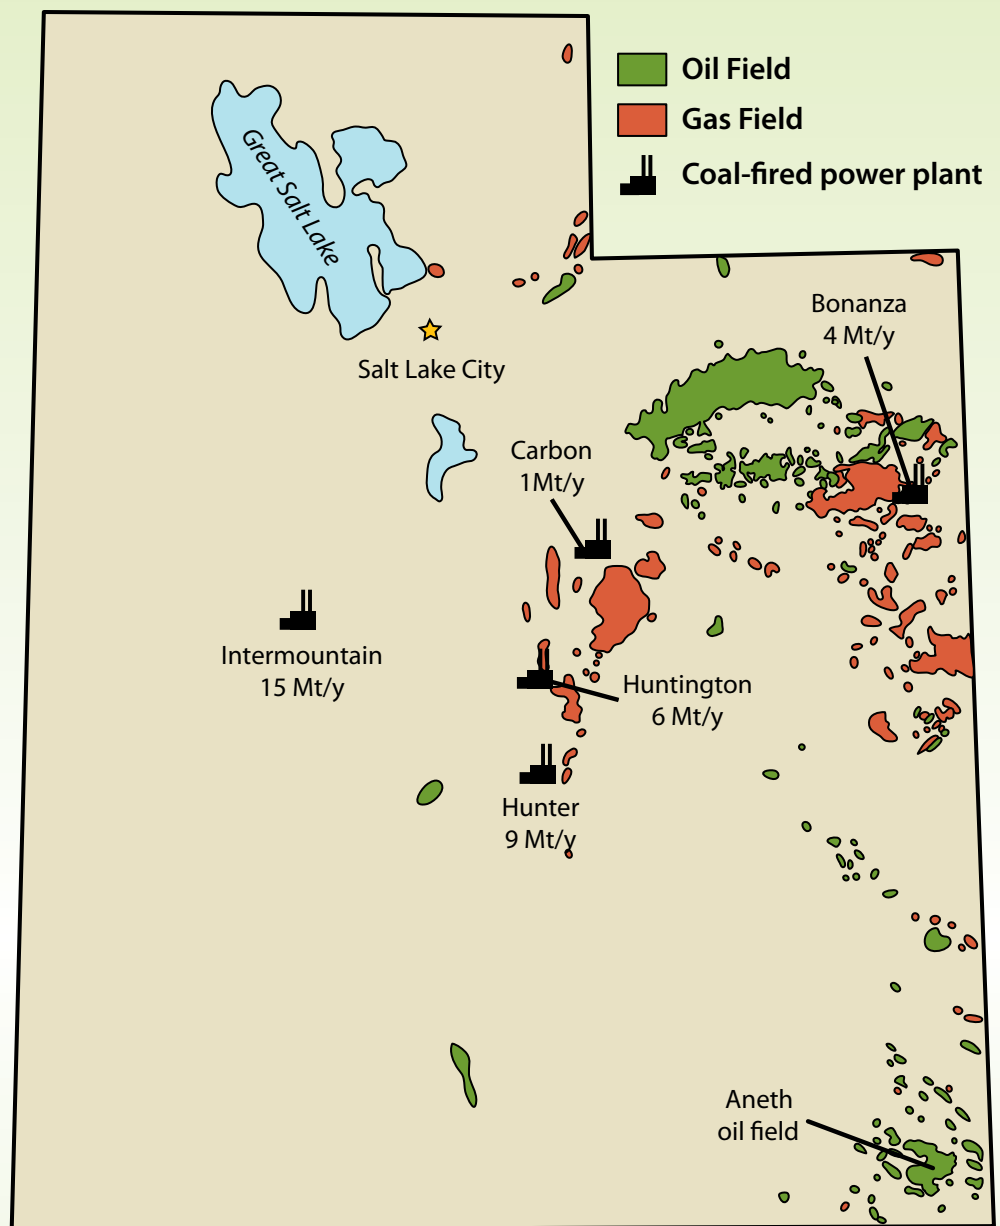 Oil Field
Gas Field
Coal-fired power plant
Great Salt Lake
Salt Lake City
Bonanza
4 Mt/y
Carbon
1Mt/y
Intermountain
15 Mt/y
Huntington
6 Mt/y
Hunter
9 Mt/y
Aneth
oil field